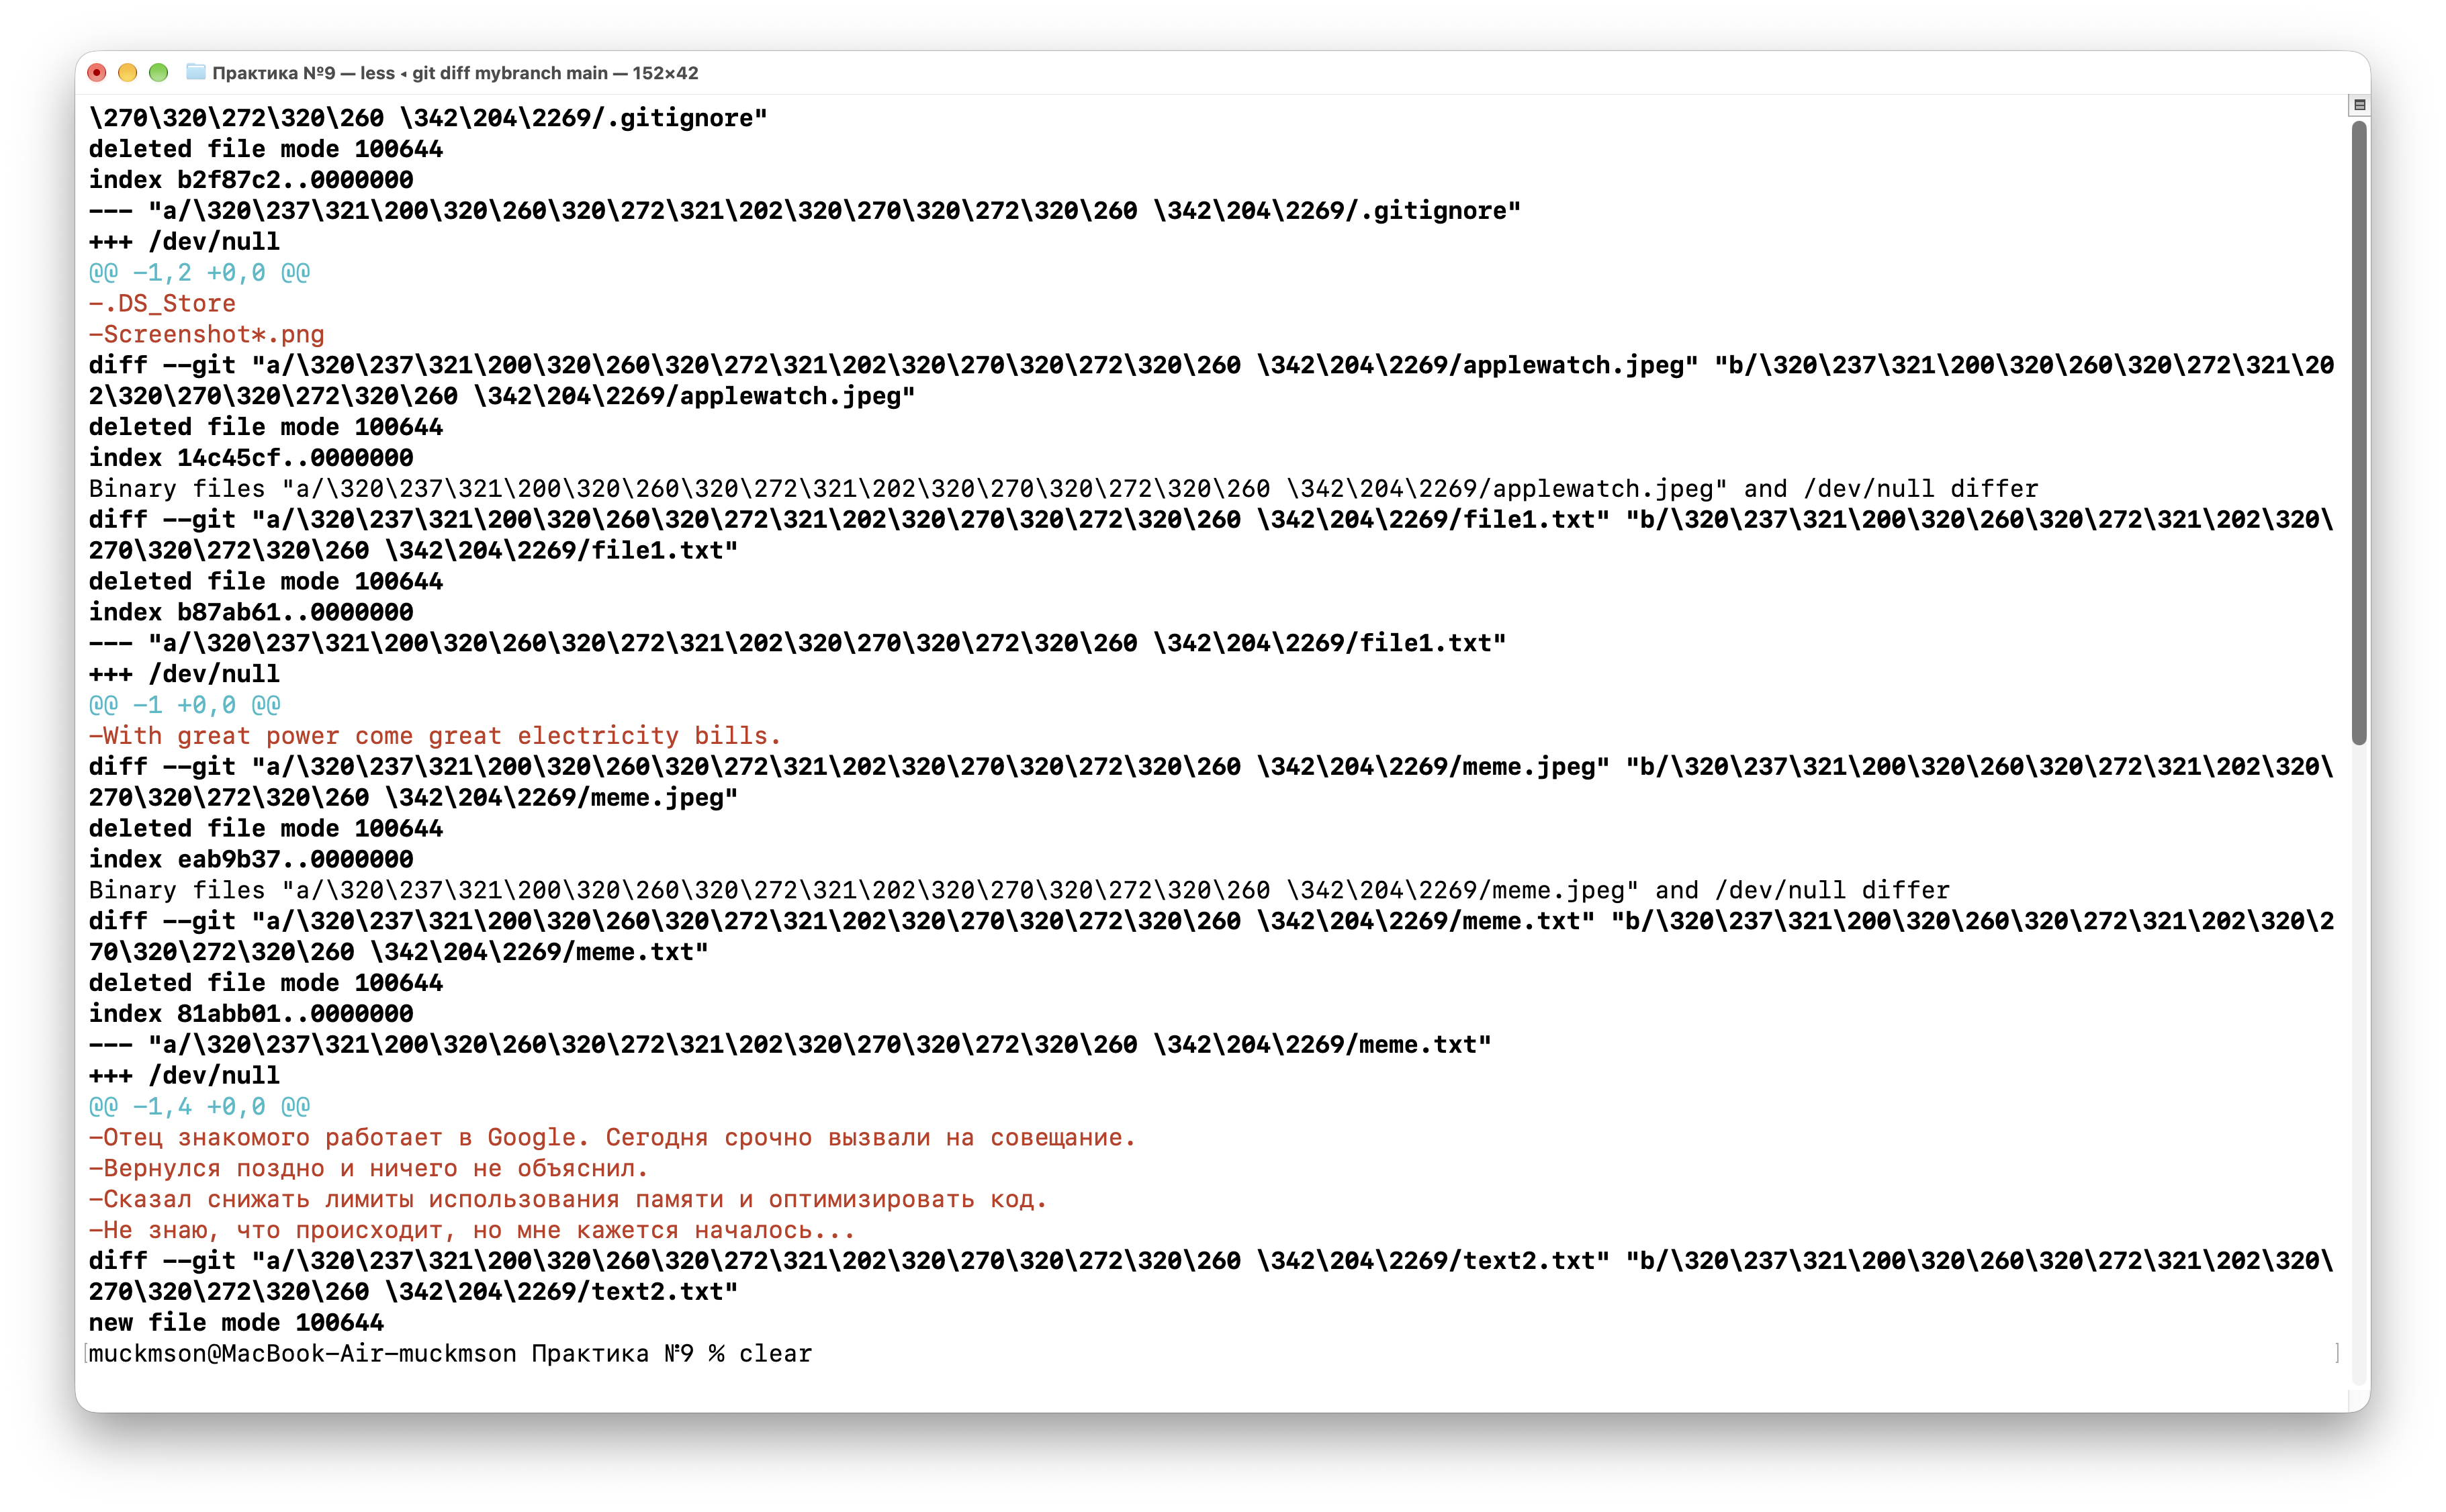 Практика №9 — less ◂ git diff mybranch main — 152×42
\270\320\272\320\260 \342\204\2269/.gitignore"
deleted file mode 100644
index b2f87c2..0000000
--- "a/\320\237\321\200\320\260\320\272\321\202\320\270\320\272\320\260 \342\204\2269/.gitignore"
+++ /dev/null
@@ -1,2 +0,0 @@
-.DS_Store
-Screenshot*.png
diff --git "a/\320\237\321\200\320\260\320\272\321\202\320\270\320\272\320\260 \342\204\2269/applewatch.jpeg" "b/\320\237\321\200\320\260\320\272\321\20
2\320\270\320\272\320\260 \342\204\2269/applewatch.jpeg"
deleted file mode 100644
index 14c45cf..0000000
Binary files "a/\320\237\321\200\320\260\320\272\321\202\320\270\320\272\320\260 \342\204\2269/applewatch.jpeg" and /dev/null differ
diff --git "a/\320\237\321\200\320\260\320\272\321\202\320\270\320\272\320\260 \342\204\2269/file1.txt" "b/\320\237\321\200\320\260\320\272\321\202\320\
270\320\272\320\260 \342\204\2269/file1.txt"
deleted file mode 100644
index b87ab61..0000000
--- "a/\320\237\321\200\320\260\320\272\321\202\320\270\320\272\320\260 \342\204\2269/file1.txt"
+++ /dev/null
@@ -1 +0,0 @@
-With great power come great electricity bills.
diff --git "a/\320\237\321\200\320\260\320\272\321\202\320\270\320\272\320\260 \342\204\2269/meme.jpeg" "b/\320\237\321\200\320\260\320\272\321\202\320\
270\320\272\320\260 \342\204\2269/meme.jpeg"
deleted file mode 100644
index eab9b37..0000000
Binary files "a/\320\237\321\200\320\260\320\272\321\202\320\270\320\272\320\260 \342\204\2269/meme.jpeg" and /dev/null differ
diff --git "a/\320\237\321\200\320\260\320\272\321\202\320\270\320\272\320\260 \342\204\2269/meme.txt" "b/\320\237\321\200\320\260\320\272\321\202\320\2
70\320\272\320\260 \342\204\2269/meme.txt"
deleted file mode 100644
index 81abb01..0000000
--- "a/\320\237\321\200\320\260\320\272\321\202\320\270\320\272\320\260 \342\204\2269/meme.txt"
+++ /dev/null
@@ -1,4 +0,0 @@
-Отец знакомого работает в Google. Сегодня срочно вызвали на совещание.
-Вернулся поздно и ничего не объяснил.
-Сказал снижать лимиты использования памяти и оптимизировать код.
-Не знаю, что происходит, но мне кажется началось...
diff --git "a/\320\237\321\200\320\260\320\272\321\202\320\270\320\272\320\260 \342\204\2269/text2.txt" "b/\320\237\321\200\320\260\320\272\321\202\320\
270\320\272\320\260 \342\204\2269/text2.txt"
new file mode 100644
[muckmson@MacBook-Air-muckmson Практика №9 % clear ]